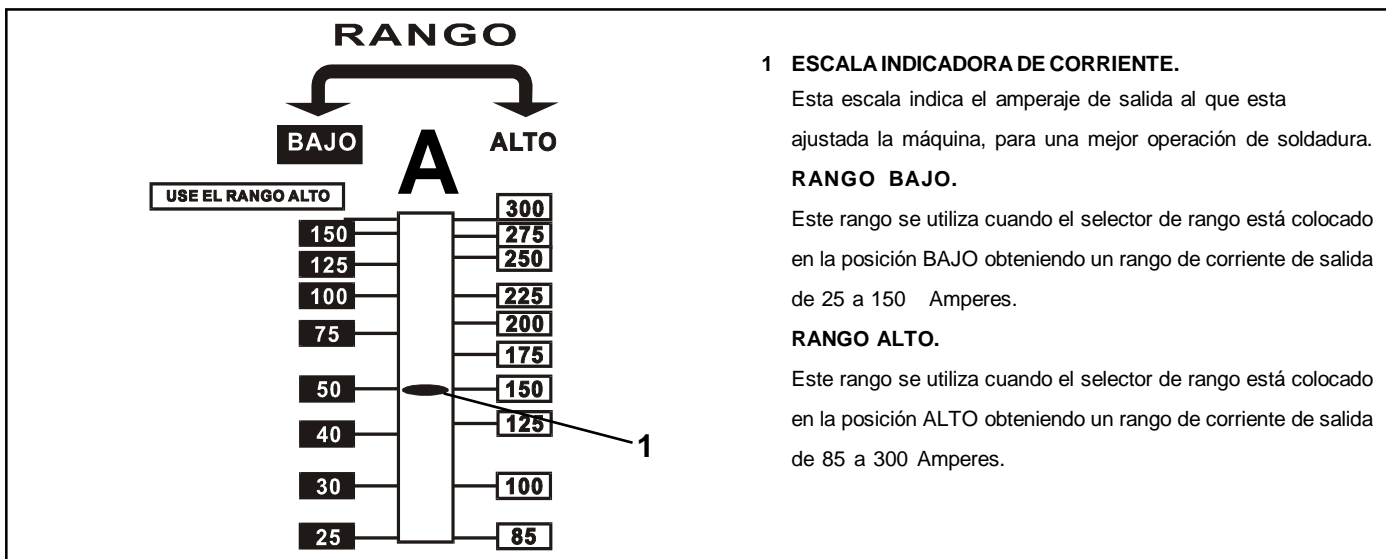 RANGO
BAJO
A
ALTO
USE EL RANGO ALTO
150
125
100
75
50
40
30
25
300
275
250
225
200
175
150
125
100
85
1
1 ESCALA INDICADORA DE CORRIENTE.
Esta escala indica el amperaje de salida al que esta
ajustada la máquina, para una mejor operación de soldadura.
RANGO BAJO.
Este rango se utiliza cuando el selector de rango está colocado
en la posición BAJO obteniendo un rango de corriente de salida
de 25 a 150 Amperes.
RANGO ALTO.
Este rango se utiliza cuando el selector de rango está colocado
en la posición ALTO obteniendo un rango de corriente de salida
de 85 a 300 Amperes.